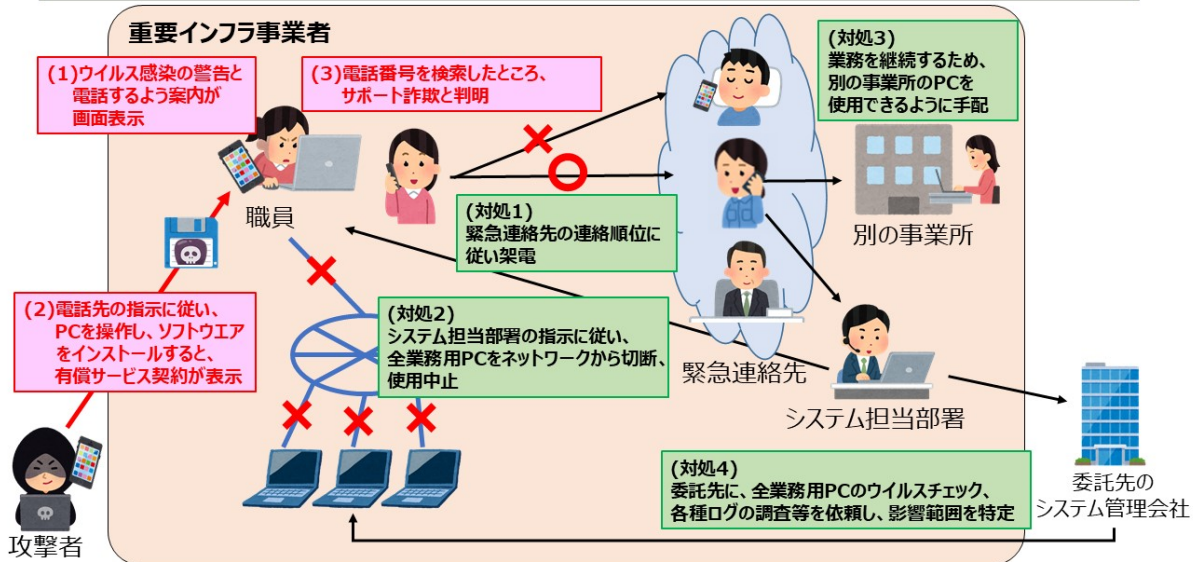 重要インフラ事業者
(1)ウイルス感染の警告と
電話するよう案内が
画面表示
(3)電話番号を検索したところ、
サポート詐欺と判明
(対処3)
業務を継続するため、
別の事業所のPCを
使用できるように手配
職員
(対処1)
緊急連絡先の連絡順位に
従い架電
別の事業所
(2)電話先の指示に従い、
PCを操作し、ソフトウエア
をインストールすると、
有償サービス契約が表示
(対処2)
システム担当部署の指示に従い、
全業務用PCをネットワークから切断、
使用中止
緊急連絡先
システム担当部署
(対処4)
委託先に、全業務用PCのウイルスチェック、
各種ログの調査等を依頼し、影響範囲を特定
委託先の
システム管理会社
攻撃者